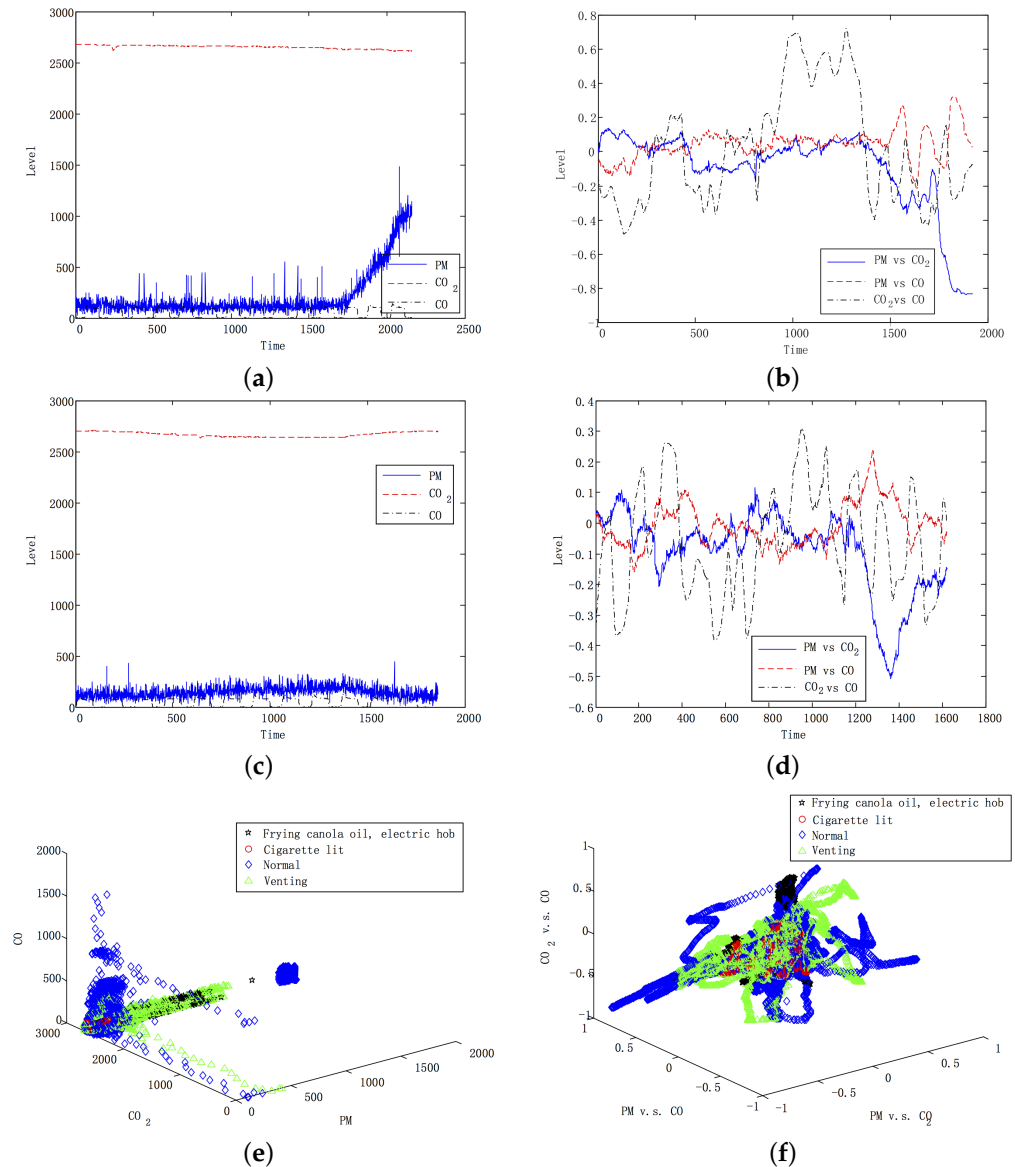 3000
2500
2000
1500
1000
500
0
Level
0 500 1000 1500 2000 2500
Time
PM
CO 2
CO
(a)
0.8
0.6
0.4
0.2
0
-0.2
-0.4
-0.6
-0.8
-1
Level
0 500 1000 1500 2000
Time
PM vs CO2
PM vs CO
CO2 vs CO
(b)
3000
2500
2000
1500
1000
500
0
Level
0 500 1000 1500 2000
Time
PM
CO 2
CO
(c)
0.4
0.3
0.2
0.1
0
-0.1
-0.2
-0.3
-0.4
-0.5
-0.6
Level
0 200 400 600 800 1000 1200 1400 1600 1800
Time
PM vs CO2
PM vs CO
CO2 vs CO
(d)
Frying canola oil, electric hob
Cigarette lit
Normal
Venting
2000
1500
1000
500
0
CO
3000
2000
1000
0
CO 2
0
500
1000
1500
2000
PM
(e)
Frying canola oil, electric hob
Cigarette lit
Normal
Venting
1
0.5
0
-0.5
-1
CO 2 v.s. CO
1
0.5
0
-0.5
-1
PM v.s. CO
-1
-0.5
0
0.5
1
PM v.s. CO2
(f)